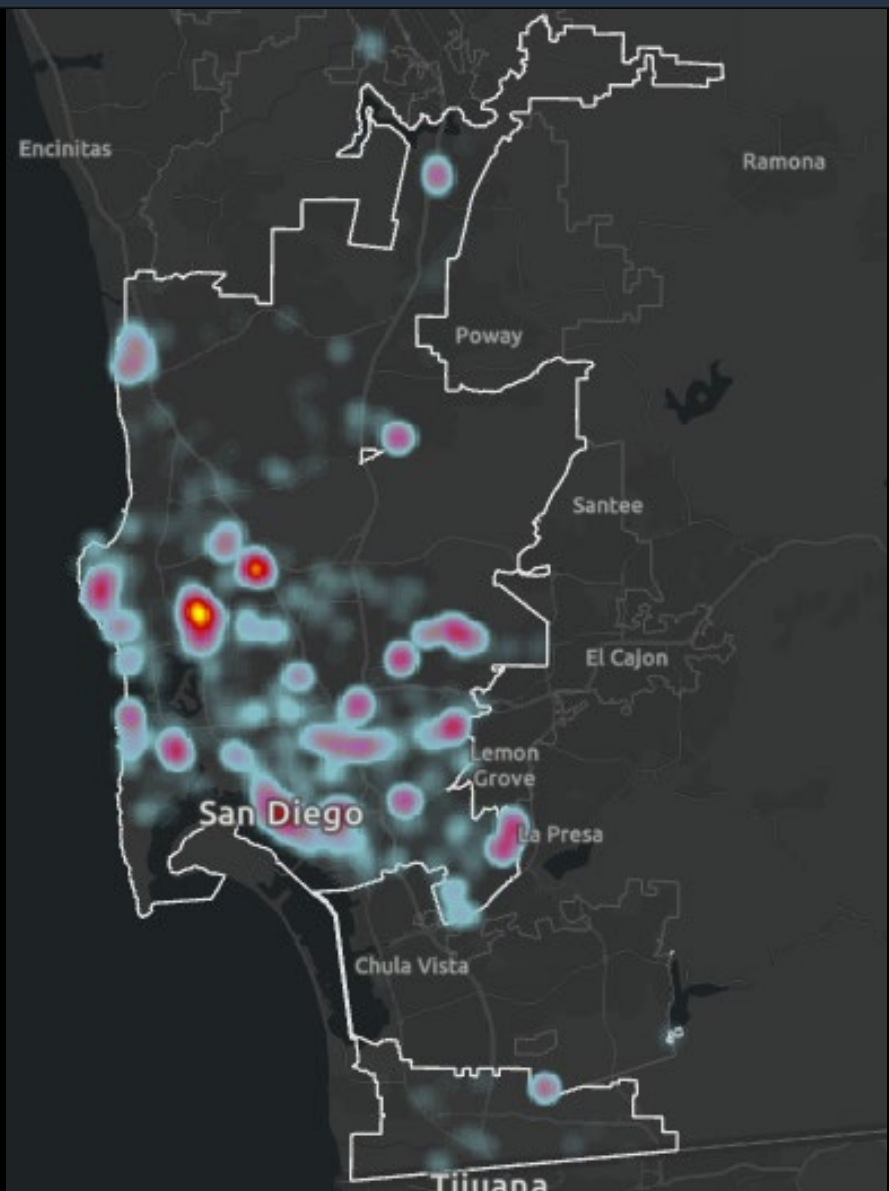 Encinitas
Ramona
Poway
Santee
El Cajon
Lemon
Grove
San Diego
La Presa
Chula Vista
Tijuana